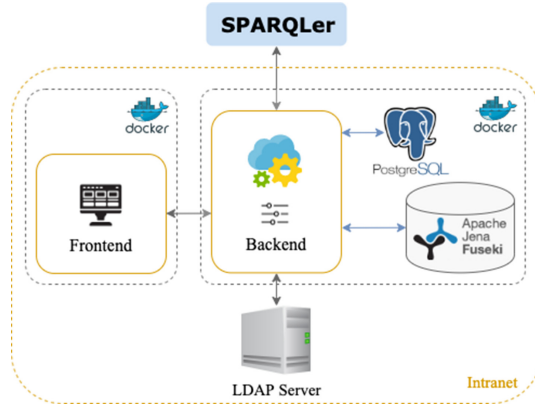 SPARQLer
docker
docker
PostgreSQL
Apache
Jena
Fuseki
Frontend
Backend
LDAP Server
Intranet